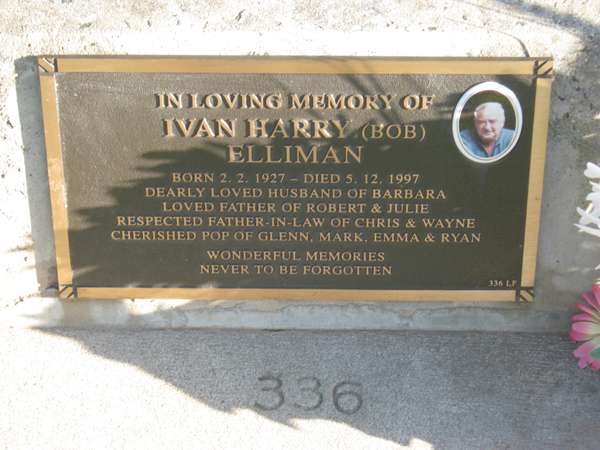 IN LOVING MEMORY OF
IVAN HARRY (BOB)
ELLIMAN
BORN 2. 2. 1927 – DIED 5. 12. 1997
DEARLY LOVED HUSBAND OF BARBARA
LOVED FATHER OF ROBERT & JULIE
RESPECTED FATHER-IN-LAW OF CHRIS & WAYNE
CHERISHED POP OF GLENN, MARK, EMMA & RYAN
WONDERFUL MEMORIES
NEVER TO BE FORGOTTEN
336 LF
336